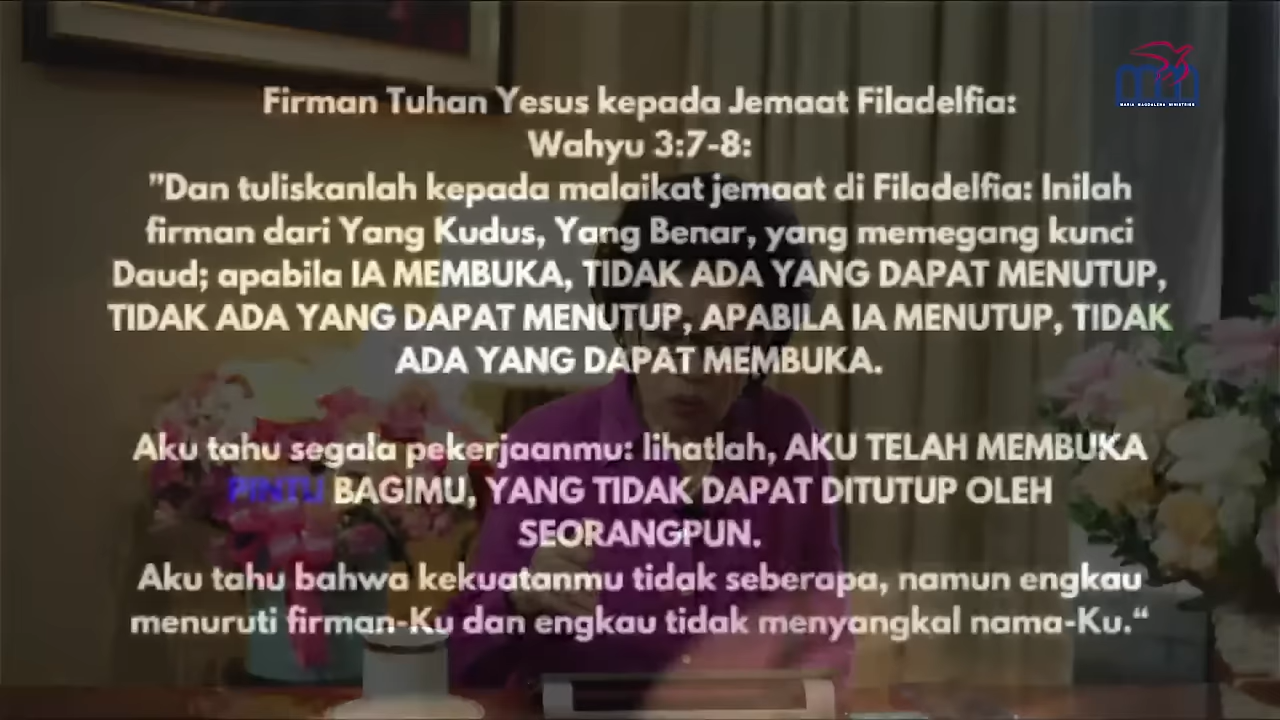 MARIA MAGDALENA MINISTRIES
Firman Tuhan Yesus kepada Jemaat Filadelfia:
Wahyu 3:7-8:
”Dan tuliskanlah kepada malaikat jemaat di Filadelfia: Inilah
firman dari Yang Kudus, Yang Benar, yang memegang kunci
Daud; apabila IA MEMBUKA, TIDAK ADA YANG DAPAT MENUTUP,
TIDAK ADA YANG DAPAT MENUTUP, APABILA IA MENUTUP, TIDAK
ADA YANG DAPAT MEMBUKA.
Aku tahu segala pekerjaanmu: lihatlah, AKU TELAH MEMBUKA
PINTU BAGIMU, YANG TIDAK DAPAT DITUTUP OLEH
SEORANGPUN.
Aku tahu bahwa kekuatanmu tidak seberapa, namun engkau
menuruti firman-Ku dan engkau tidak menyangkal nama-Ku.“